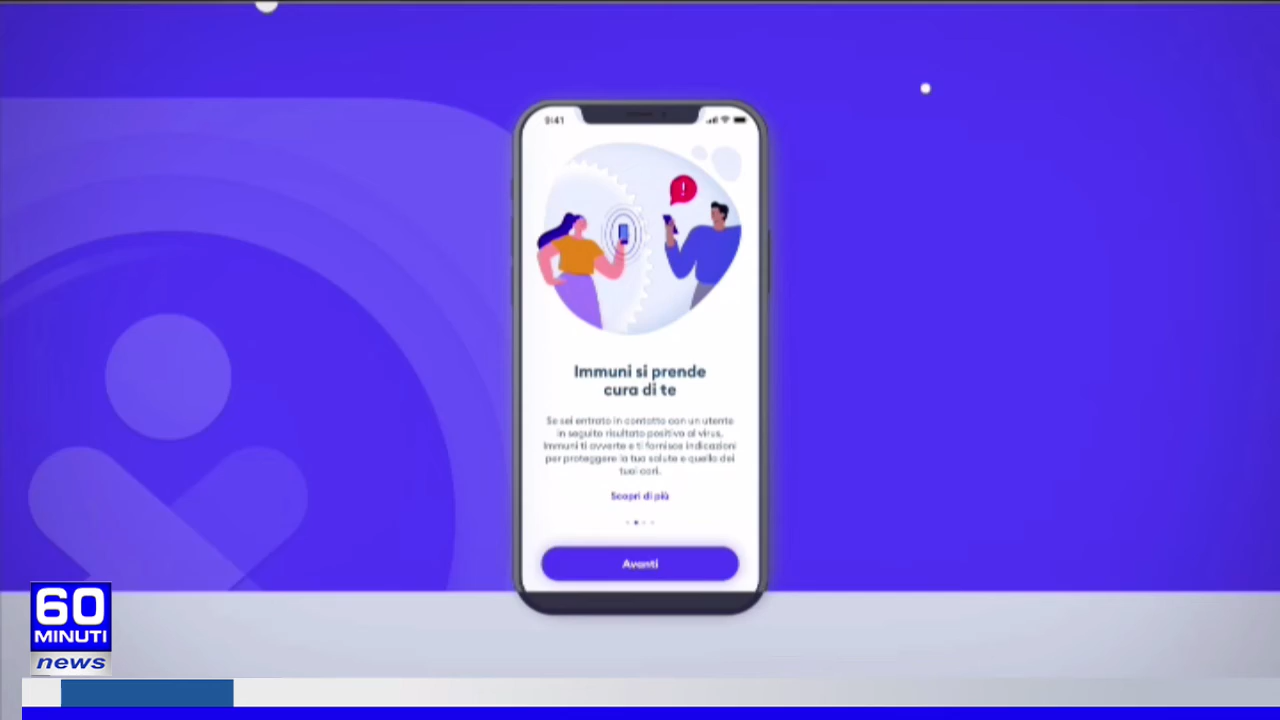 9:41
!
Immuni si prende
cura di te
Se sei entrato in contatto con un utente
in seguito risultato positivo al virus,
Immuni ti avverte e ti fornisce indicazioni
per proteggere la tua salute e quella dei
tuoi cari.
Scopri di più
Avanti
60
MINUTI
news